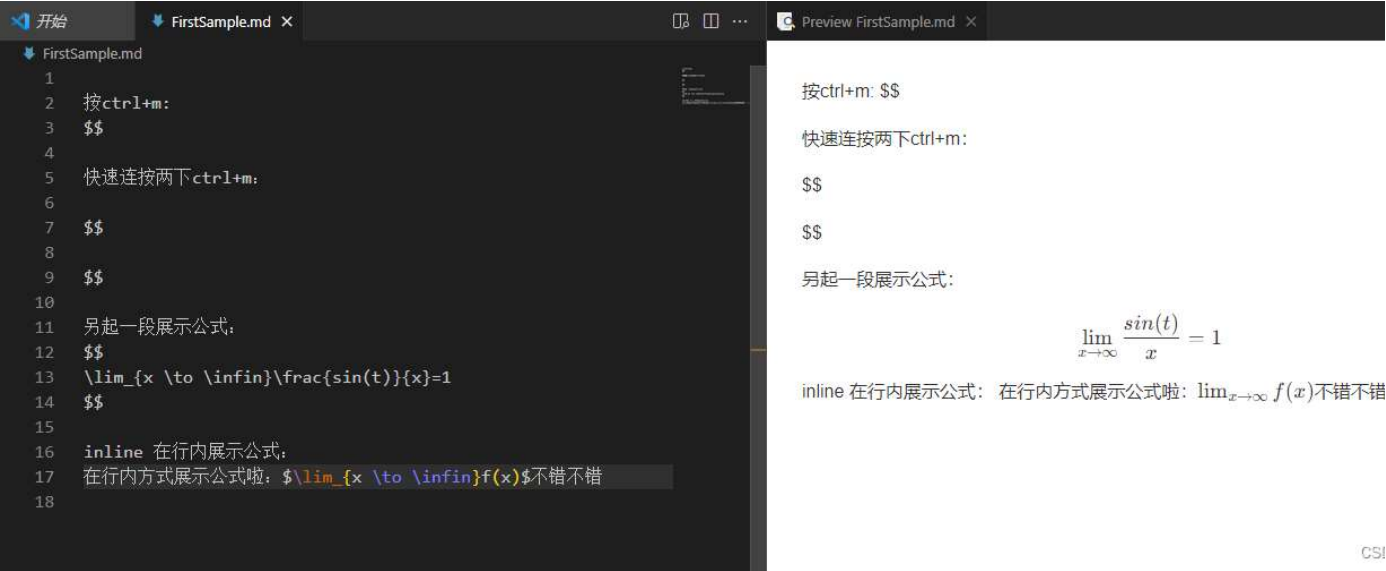 开始
FirstSample.md
Preview FirstSample.md
FirstSample.md
1
2 按ctrl+m:
3 $$
4
5 快速连按两下ctrl+m：
6
7 $$
8
9 $$
10
11 另起一段展示公式：
12 $$
13 \lim_{x \to \infin}\frac{sin(t)}{x}=1
14 $$
15
16 inline 在行内展示公式：
17 在行内方式展示公式啦：$\lim_{x \to \infin}f(x)$不错不错
18
按ctrl+m: $$
快速连按两下ctrl+m：
$$
$$
另起一段展示公式：
lim x→∞ sin(t)/x = 1
inline 在行内展示公式： 在行内方式展示公式啦：lim x→∞ f(x)不错不错